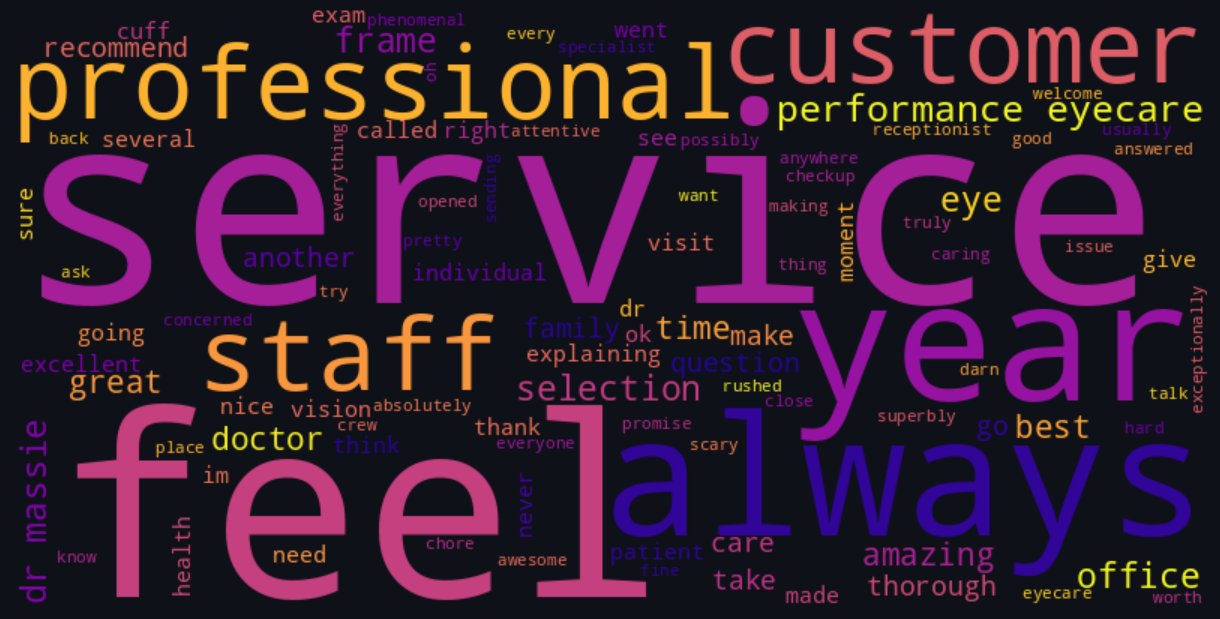 exam phenomenal
cuff
recommend
frame
every
went
specialist
customer
professional
oh
welcome
performance eyecare
back several
called right attentive
see possibly
receptionist
good
usually
answered
everything
sending
anywhere
checkup
service
sure
opened
want
making
moment
eye
truly
pretty
visit
caring
issue
another
individual
thing
give
ask
try
exceptionally
dr
year
going
concerned
staff
family
ok
time
make
excellent
explaining
question
great
selection
rushed
darn
close
talk
nice
vision
absolutely
superbly
crew
thank
promise
go
best
hard
place
doctor
think
everyone
scary
feel
always
dr massie
im
never
health
know
need
chore
awesome
patient
fine
care
amazing
take
made
thorough
office
eyecare
worth